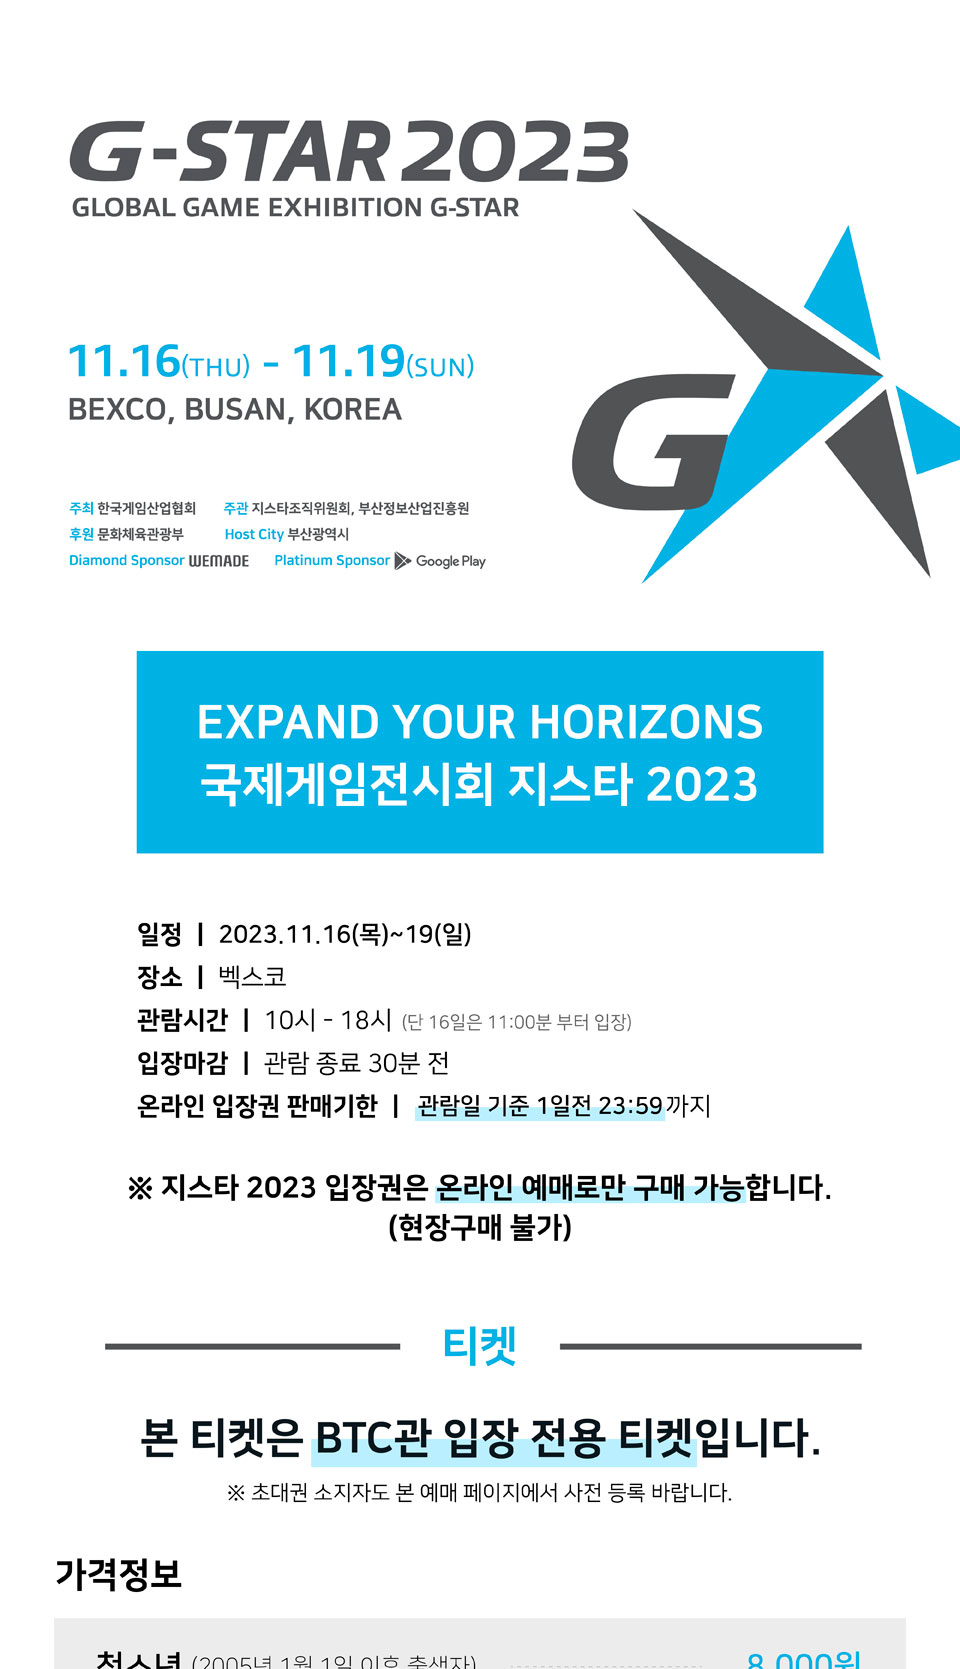 G-STAR 2023
GLOBAL GAME EXHIBITION G-STAR
11.16(THU) - 11.19(SUN)
BEXCO, BUSAN, KOREA
G
주최 한국게임산업협회 주관 지스타조직위원회, 부산정보산업진흥원
후원 문화체육관광부 Host City 부산광역시
Diamond Sponsor WEMADE Platinum Sponsor Google Play
EXPAND YOUR HORIZONS
국제게임전시회 지스타 2023
일정 | 2023.11.16(목)~19(일)
장소 | 벡스코
관람시간 | 10시 - 18시 (단 16일은 11:00분 부터 입장)
입장마감 | 관람 종료 30분 전
온라인 입장권 판매기한 | 관람일 기준 1일전 23:59까지
※ 지스타 2023 입장권은 온라인 예매로만 구매 가능합니다.
(현장구매 불가)
티켓
본 티켓은 BTC관 입장 전용 티켓입니다.
※ 초대권 소지자도 본 예매 페이지에서 사전 등록 바랍니다.
가격정보
청소년 (2005년 1월 1일 이후 출생자) 8,000원